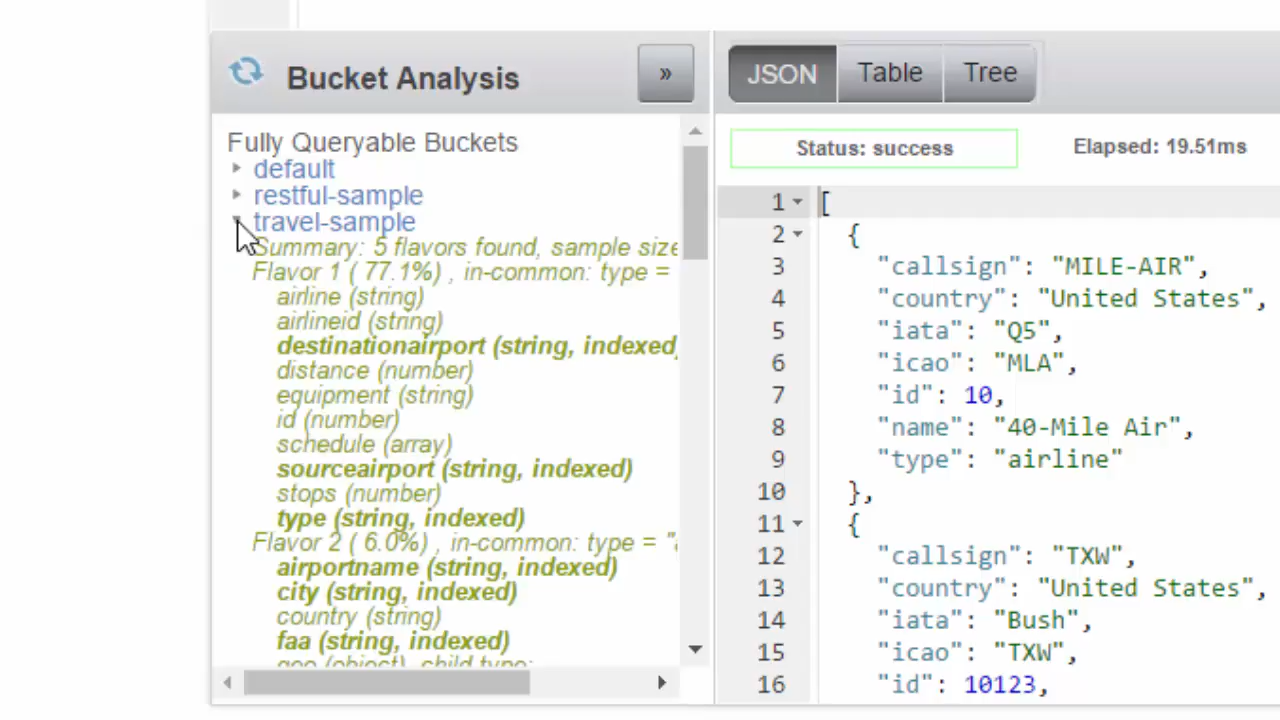 Bucket Analysis
»
Fully Queryable Buckets
default
restful-sample
travel-sample
Summary: 5 flavors found, sample size
Flavor 1 ( 77.1%) , in-common: type =
airline (string)
airlineid (string)
destinationairport (string, indexed)
distance (number)
equipment (string)
id (number)
schedule (array)
sourceairport (string, indexed)
stops (number)
type (string, indexed)
Flavor 2 ( 6.0%) , in-common: type = "
airportname (string, indexed)
city (string, indexed)
country (string)
faa (string, indexed)
geo (object), child type:
JSON Table Tree
Status: success Elapsed: 19.51ms
1 [
2 {
3 "callsign": "MILE-AIR",
4 "country": "United States",
5 "iata": "Q5",
6 "icao": "MLA",
7 "id": 10,
8 "name": "40-Mile Air",
9 "type": "airline"
10 },
11 {
12 "callsign": "TXW",
13 "country": "United States",
14 "iata": "Bush",
15 "icao": "TXW",
16 "id": 10123,